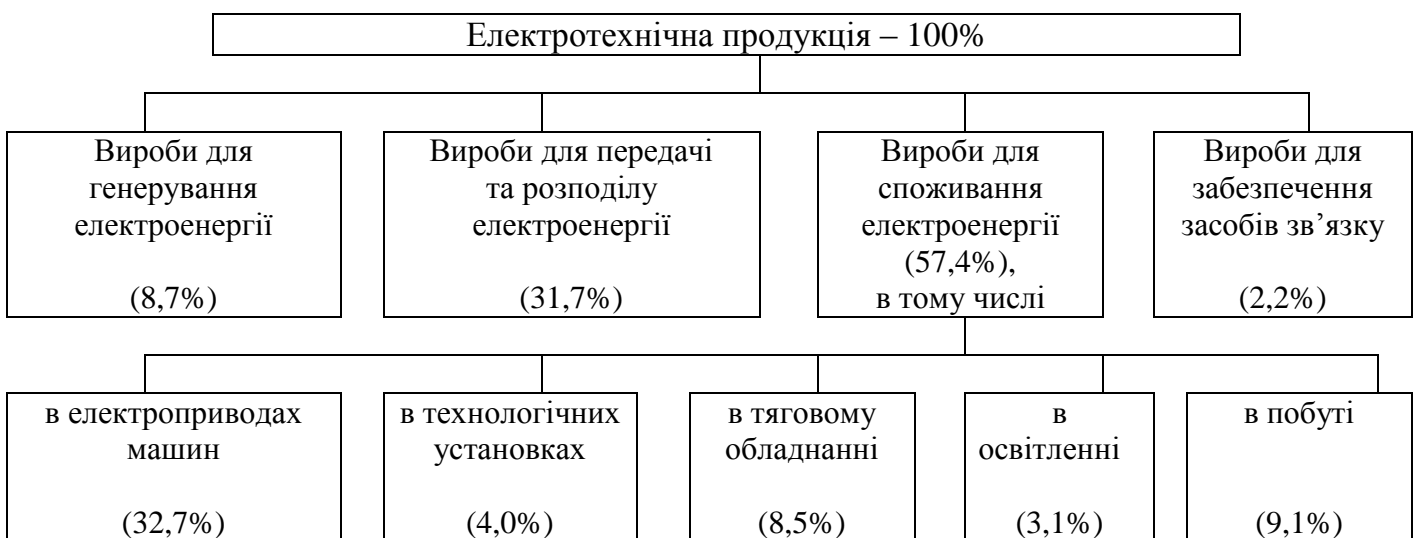 Електротехнічна продукція – 100%
Вироби для
генерування
електроенергії
(8,7%)
Вироби для передачі
та розподілу
електроенергії
(31,7%)
Вироби для
споживання
електроенергії
(57,4%),
в тому числі
Вироби для
забезпечення
засобів зв’язку
(2,2%)
в електроприводах
машин
(32,7%)
в технологічних
установках
(4,0%)
в тяговому
обладнанні
(8,5%)
в
освітленні
(3,1%)
в побуті
(9,1%)